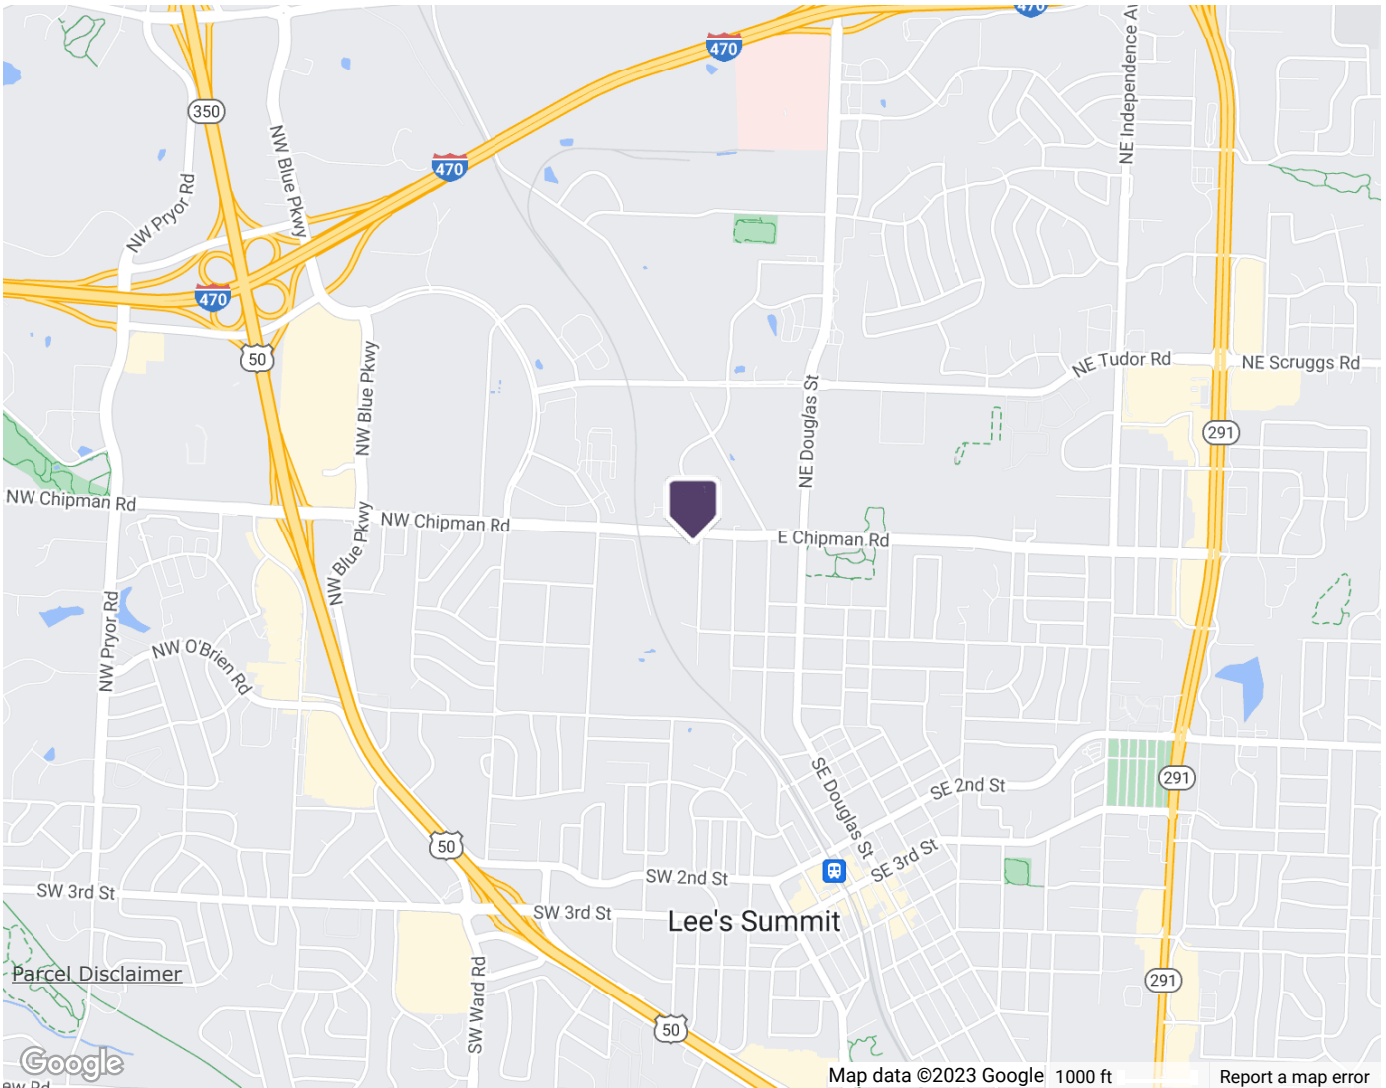 470
470
350
NE Independence Av
NW Blue Pkwy
470
NW Pryor Rd
470
50
NE Tudor Rd
NE Scruggs Rd
NW Blue Pkwy
NE Douglas St
291
NW Chipman Rd
NW Chipman Rd
E Chipman Rd
NW Blue Pkwy
NW Pryor Rd
NW O'Brien Rd
SE Douglas St
SE 2nd St
291
50
SE 3rd St
SW 2nd St
SW 3rd St
SW 3rd St
Lee's Summit
Parcel Disclaimer
291
SW Ward Rd
50
Google
ew Rd
Map data ©2023 Google
1000 ft
Report a map error